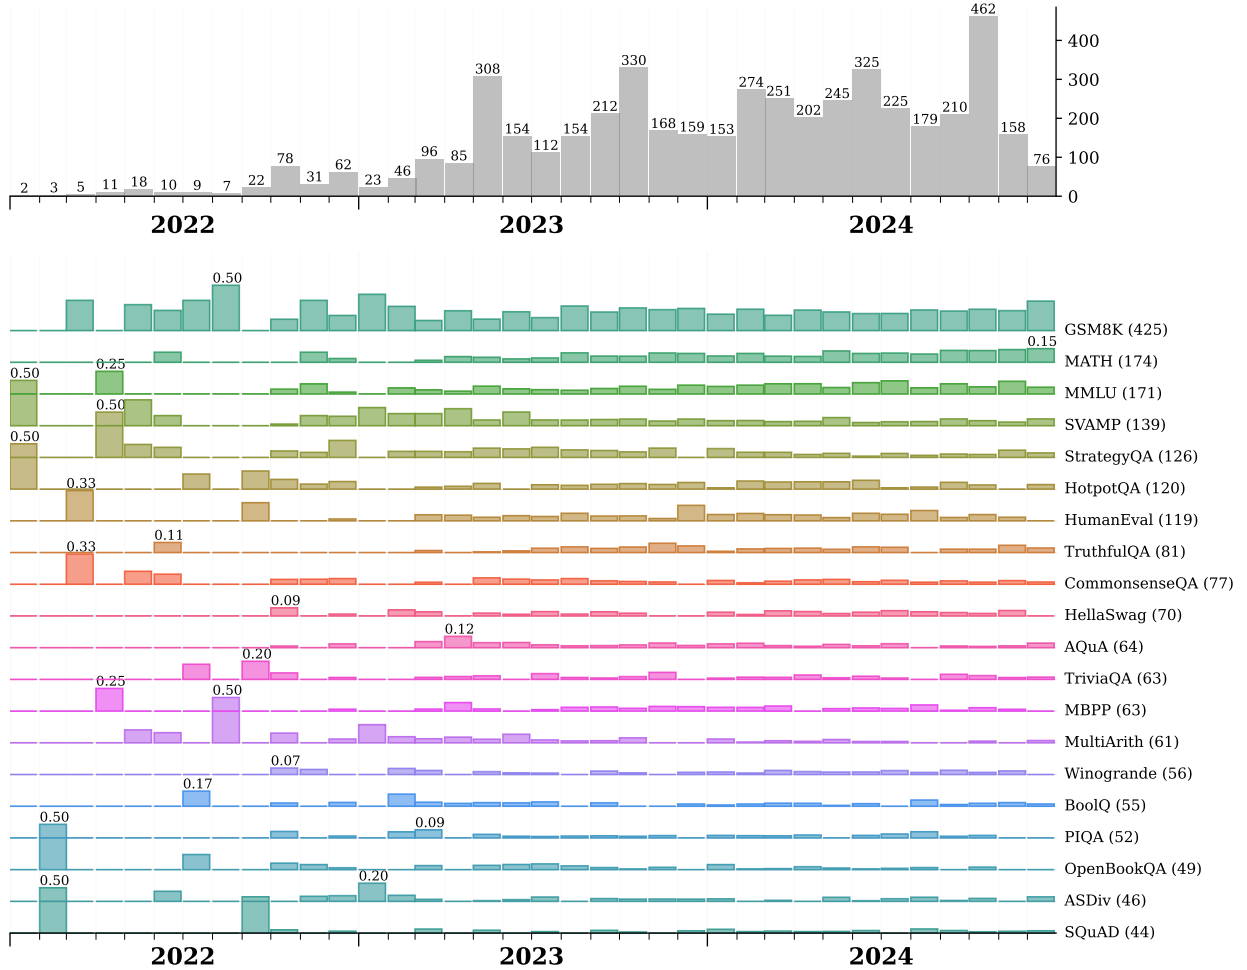 2 3 5 11 18 10 9 7 22 78 31 62 23 46 96 85 308 154 112 154 212 330 168 159 153 274 251 202 245 325 225 179 210 462 158 76
400
300
200
100
0
2022 2023 2024
0.50
GSM8K (425)
0.15
MATH (174)
0.50 0.25
MMLU (171)
0.50
SVAMP (139)
0.50
StrategyQA (126)
0.33
HotpotQA (120)
HumanEval (119)
0.33 0.11
TruthfulQA (81)
CommonsenseQA (77)
0.09
HellaSwag (70)
0.12
AQuA (64)
0.20
TriviaQA (63)
0.25 0.50
MBPP (63)
MultiArith (61)
0.07
Winogrande (56)
0.17
BoolQ (55)
0.50 0.09
PIQA (52)
OpenBookQA (49)
0.50 0.20
ASDiv (46)
SQuAD (44)
2022 2023 2024